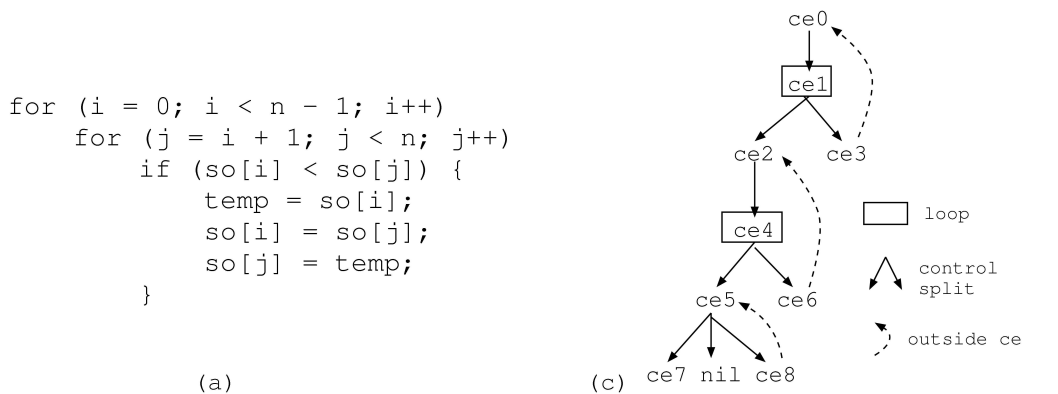 for (i = 0; i < n - 1; i++)
for (j = i + 1; j < n; j++)
if (so[i] < so[j]) {
temp = so[i];
so[i] = so[j];
so[j] = temp;
}
(a)
ce0
ce1
ce2 ce3
ce4
ce5 ce6
ce7 nil ce8
(c)
loop
control
split
outside ce